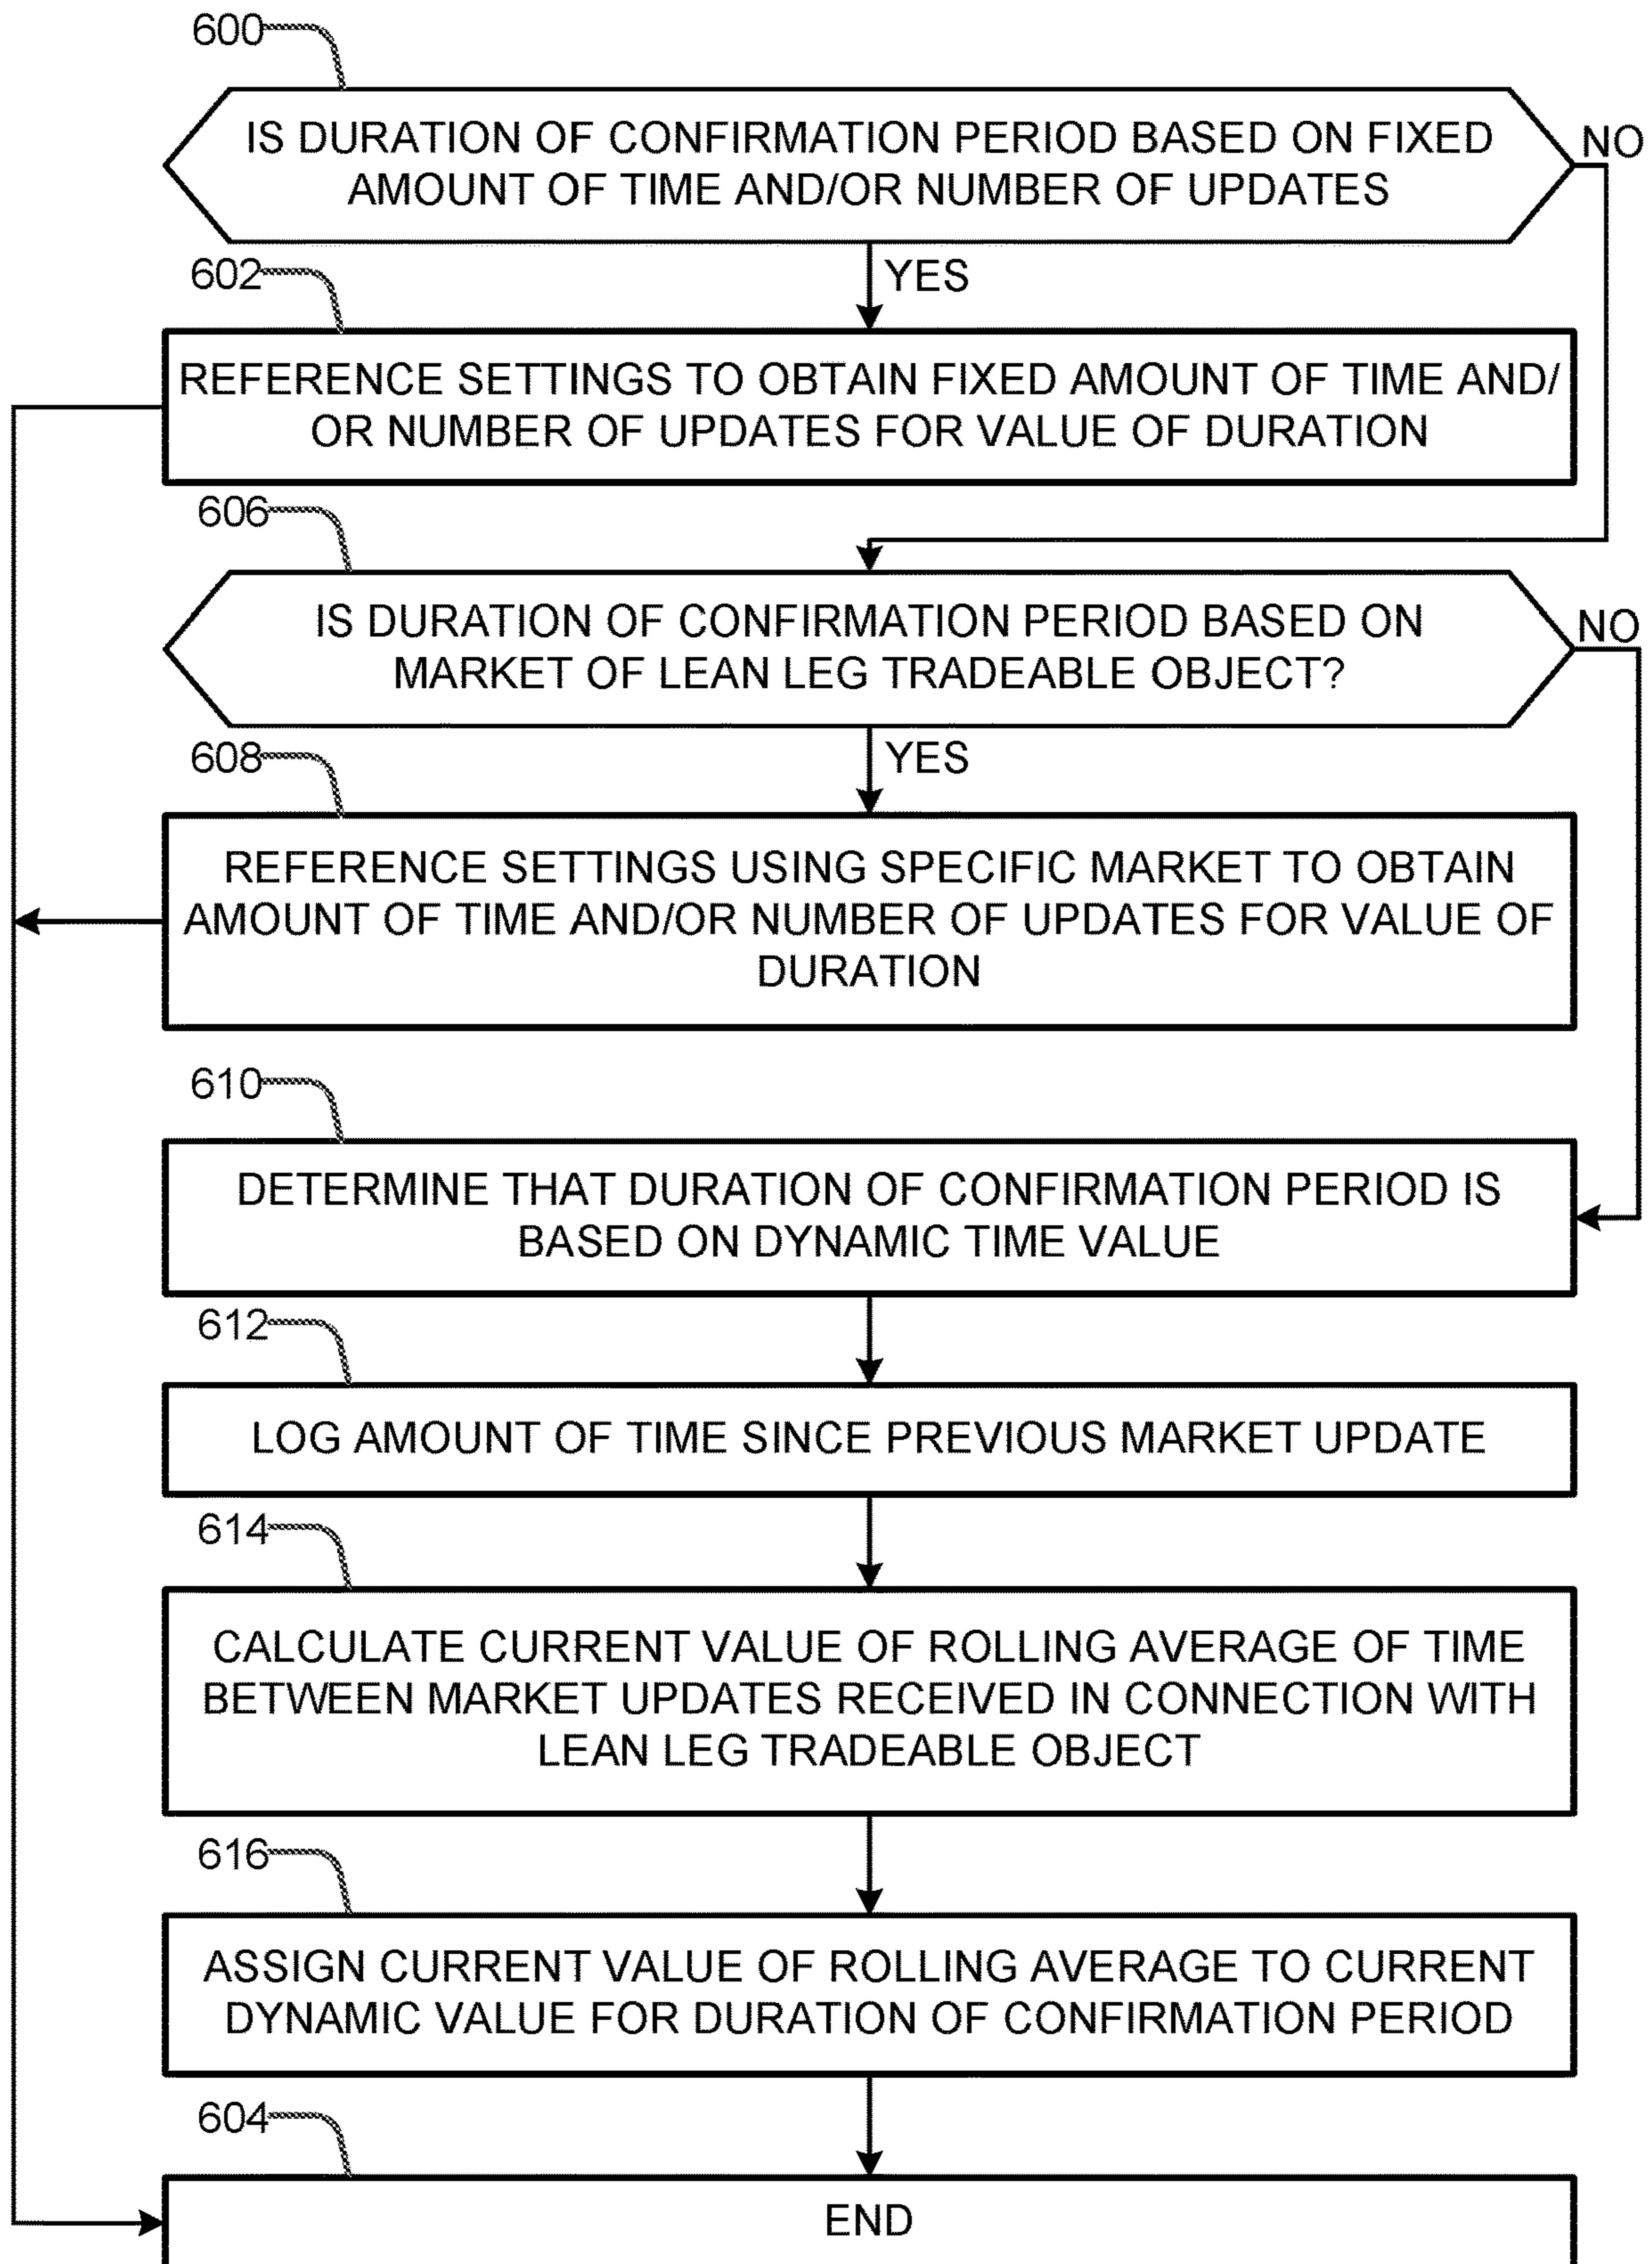 600
IS DURATION OF CONFIRMATION PERIOD BASED ON FIXED
AMOUNT OF TIME AND/OR NUMBER OF UPDATES
NO
602
YES
REFERENCE SETTINGS TO OBTAIN FIXED AMOUNT OF TIME AND/
OR NUMBER OF UPDATES FOR VALUE OF DURATION
606
IS DURATION OF CONFIRMATION PERIOD BASED ON
MARKET OF LEAN LEG TRADEABLE OBJECT?
NO
608
YES
REFERENCE SETTINGS USING SPECIFIC MARKET TO OBTAIN
AMOUNT OF TIME AND/OR NUMBER OF UPDATES FOR VALUE OF
DURATION
610
DETERMINE THAT DURATION OF CONFIRMATION PERIOD IS
BASED ON DYNAMIC TIME VALUE
612
LOG AMOUNT OF TIME SINCE PREVIOUS MARKET UPDATE
614
CALCULATE CURRENT VALUE OF ROLLING AVERAGE OF TIME
BETWEEN MARKET UPDATES RECEIVED IN CONNECTION WITH
LEAN LEG TRADEABLE OBJECT
616
ASSIGN CURRENT VALUE OF ROLLING AVERAGE TO CURRENT
DYNAMIC VALUE FOR DURATION OF CONFIRMATION PERIOD
604
END